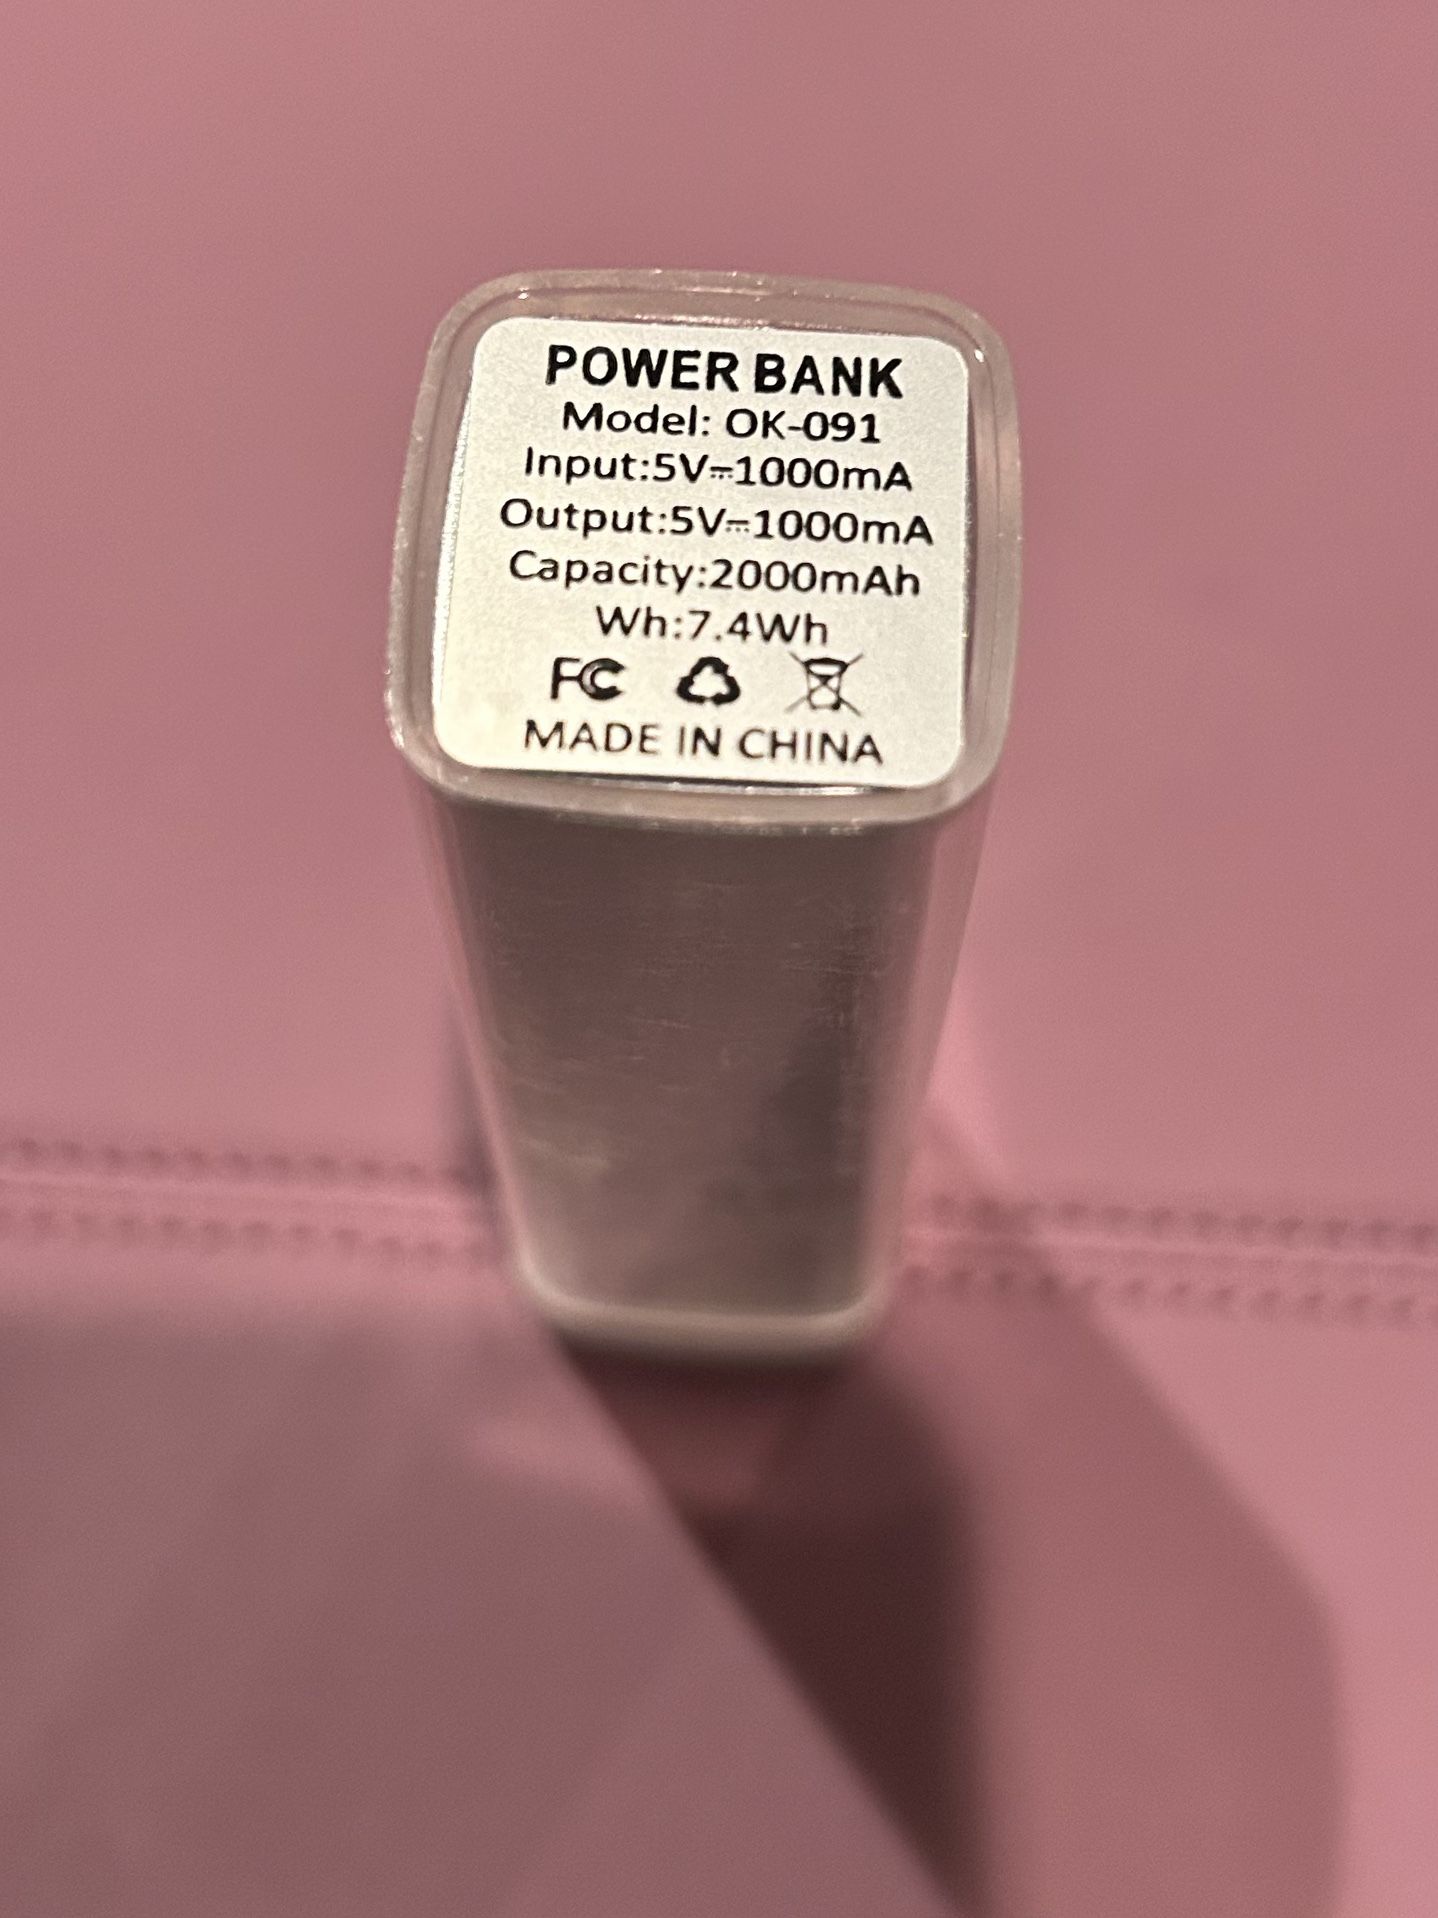 POWER BANK
Model: OK-091
Input:5V⎓1000mA
Output:5V⎓1000mA
Capacity:2000mAh
Wh:7.4Wh
FC
MADE IN CHINA